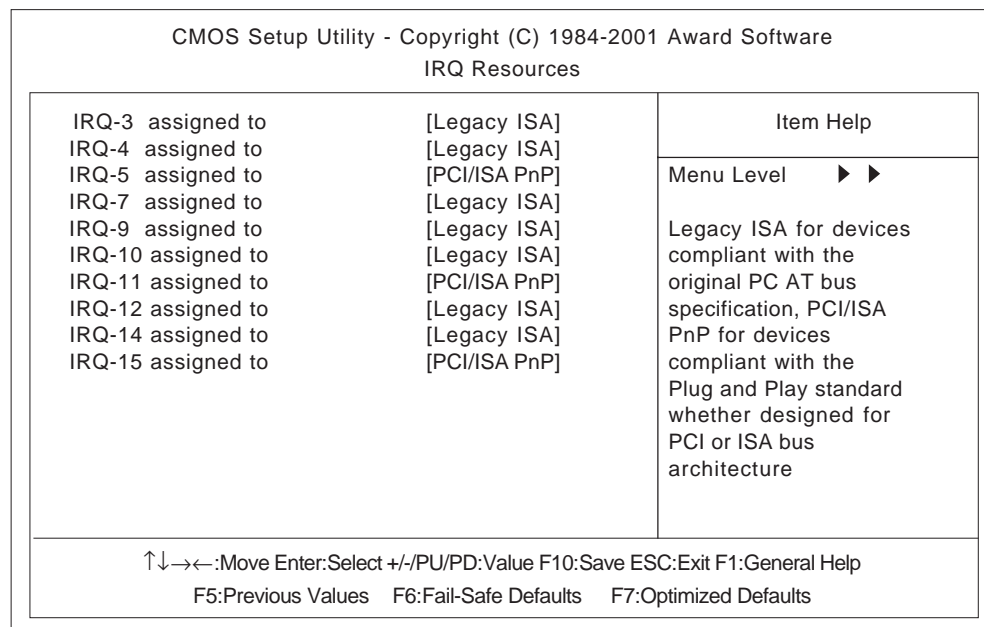 CMOS Setup Utility - Copyright (C) 1984-2001 Award Software
IRQ Resources
IRQ-3 assigned to [Legacy ISA]
IRQ-4 assigned to [Legacy ISA]
IRQ-5 assigned to [PCI/ISA PnP]
IRQ-7 assigned to [Legacy ISA]
IRQ-9 assigned to [Legacy ISA]
IRQ-10 assigned to [Legacy ISA]
IRQ-11 assigned to [PCI/ISA PnP]
IRQ-12 assigned to [Legacy ISA]
IRQ-14 assigned to [Legacy ISA]
IRQ-15 assigned to [PCI/ISA PnP]
Item Help
Menu Level ▶ ▶
Legacy ISA for devices
compliant with the
original PC AT bus
specification, PCI/ISA
PnP for devices
compliant with the
Plug and Play standard
whether designed for
PCI or ISA bus
architecture
↑↓→←:Move Enter:Select +/-/PU/PD:Value F10:Save ESC:Exit F1:General Help
F5:Previous Values F6:Fail-Safe Defaults F7:Optimized Defaults